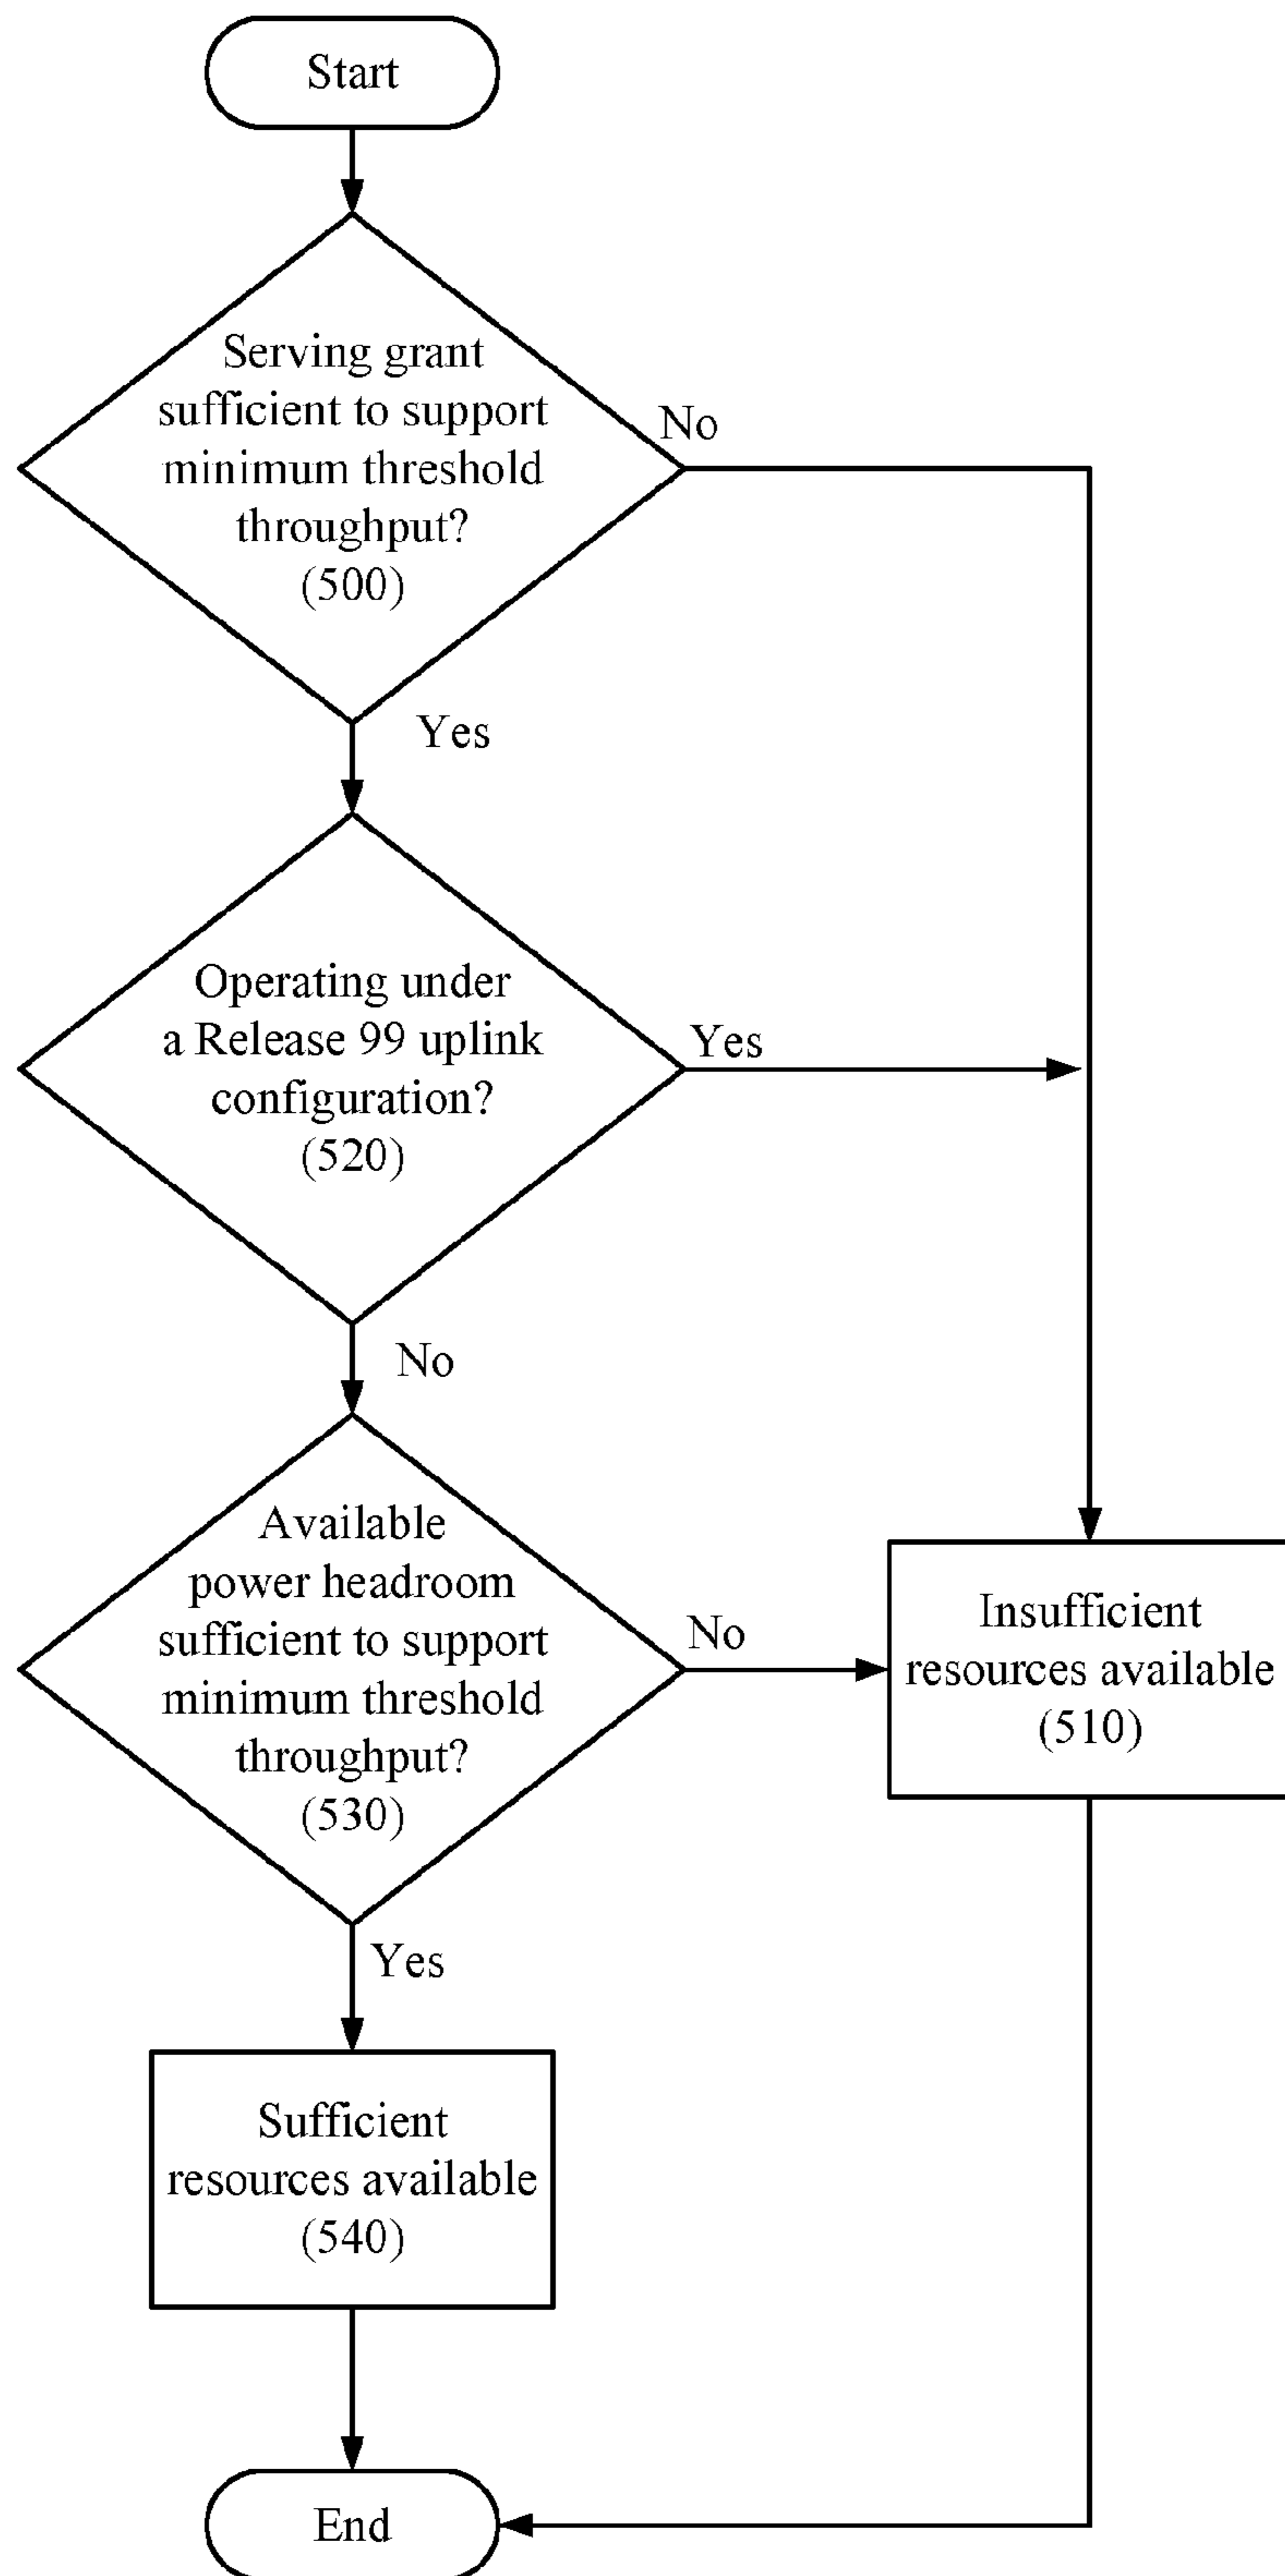 Start
Serving grant
sufficient to support
minimum threshold
throughput?
(500)
No
Yes
Operating under
a Release 99 uplink
configuration?
(520)
Yes
No
Available
power headroom
sufficient to support
minimum threshold
throughput?
(530)
No
Insufficient
resources available
(510)
Yes
Sufficient
resources available
(540)
End